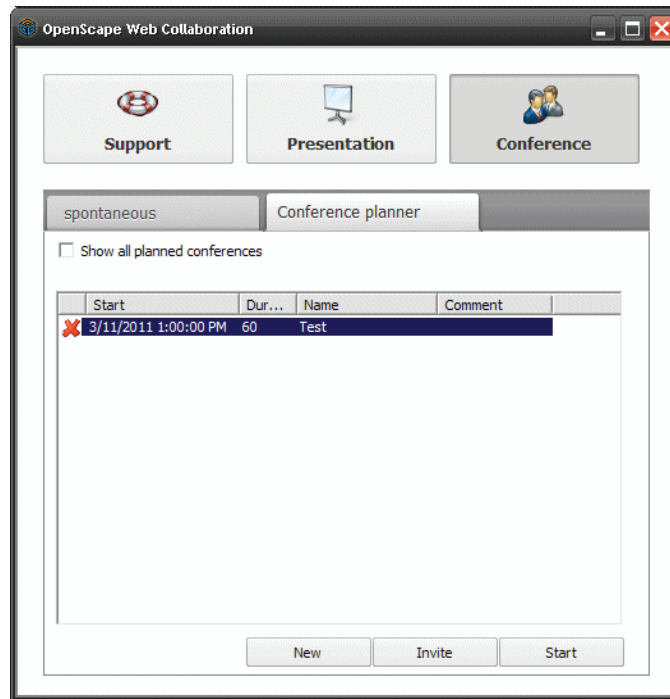 OpenScape Web Collaboration
Support Presentation Conference
spontaneous Conference planner
Show all planned conferences
Start Dur... Name Comment
3/11/2011 1:00:00 PM 60 Test
New Invite Start